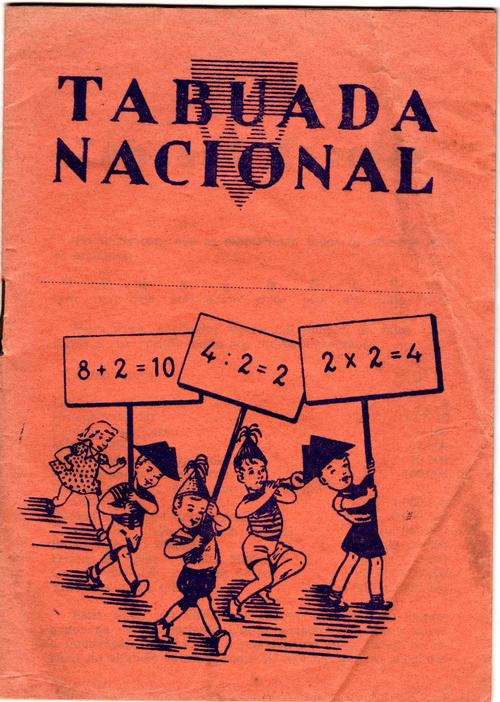 TABUADA
NACIONAL
8 + 2 = 10
4 : 2 = 2
2 x 2 = 4